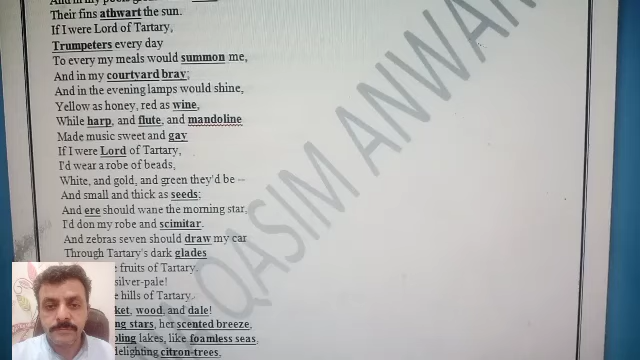 Their fins athwart the sun.
If I were Lord of Tartary,
Trumpeters every day
To every my meals would summon me,
And in my courtyard bray;
And in the evening lamps would shine,
Yellow as honey, red as wine,
While harp, and flute, and mandoline
Made music sweet and gay
If I were Lord of Tartary,
I'd wear a robe of beads,
White, and gold, and green they'd be –
And small and thick as seeds;
And ere should wane the morning star,
I'd don my robe and scimitar.
And zebras seven should draw my car
Through Tartary's dark glades
fruits of Tartary.
silver-pale!
hills of Tartary,
wood, and dale!
stars, her scented breeze,
lakes, like foamless seas,
citron-trees,
QASIM ANWAR